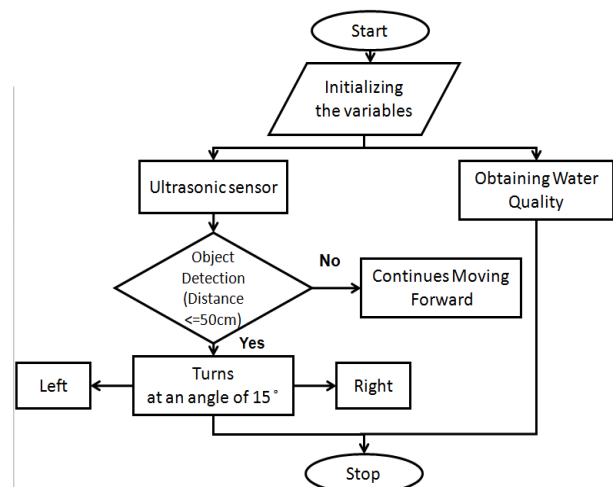 Start
Initializing
the variables
Ultrasonic sensor
Obtaining Water
Quality
Object
Detection
(Distance
<=50cm)
No
Continues Moving
Forward
Yes
Left
Turns
at an angle of 15˚
Right
Stop